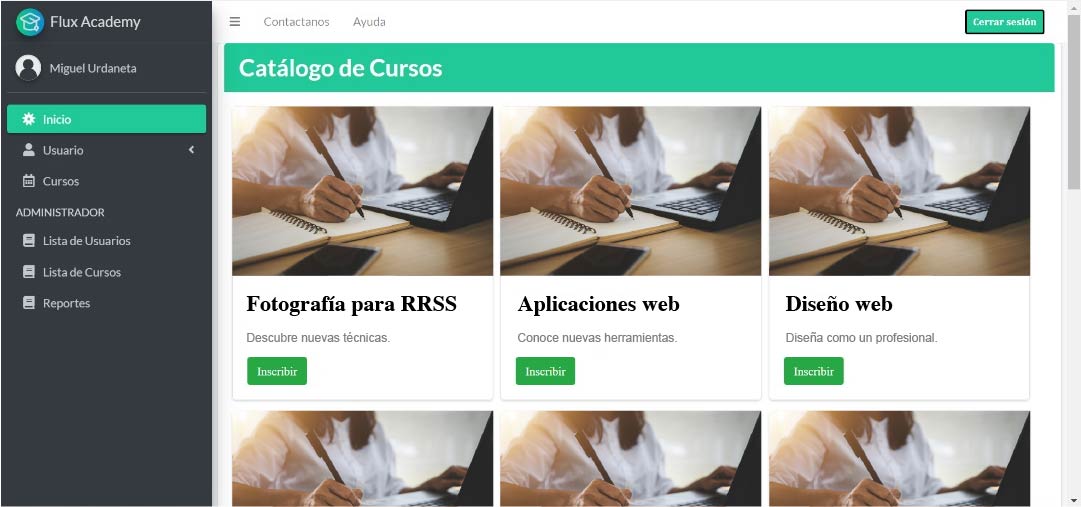 Flux Academy
Contactanos
Ayuda
Cerrar sesión
Miguel Urdaneta
Inicio
Usuario
Cursos
ADMINISTRADOR
Lista de Usuarios
Lista de Cursos
Reportes
Catálogo de Cursos
Fotografía para RRSS
Descubre nuevas técnicas.
Inscribir
Aplicaciones web
Conoce nuevas herramientas.
Inscribir
Diseño web
Diseña como un profesional.
Inscribir